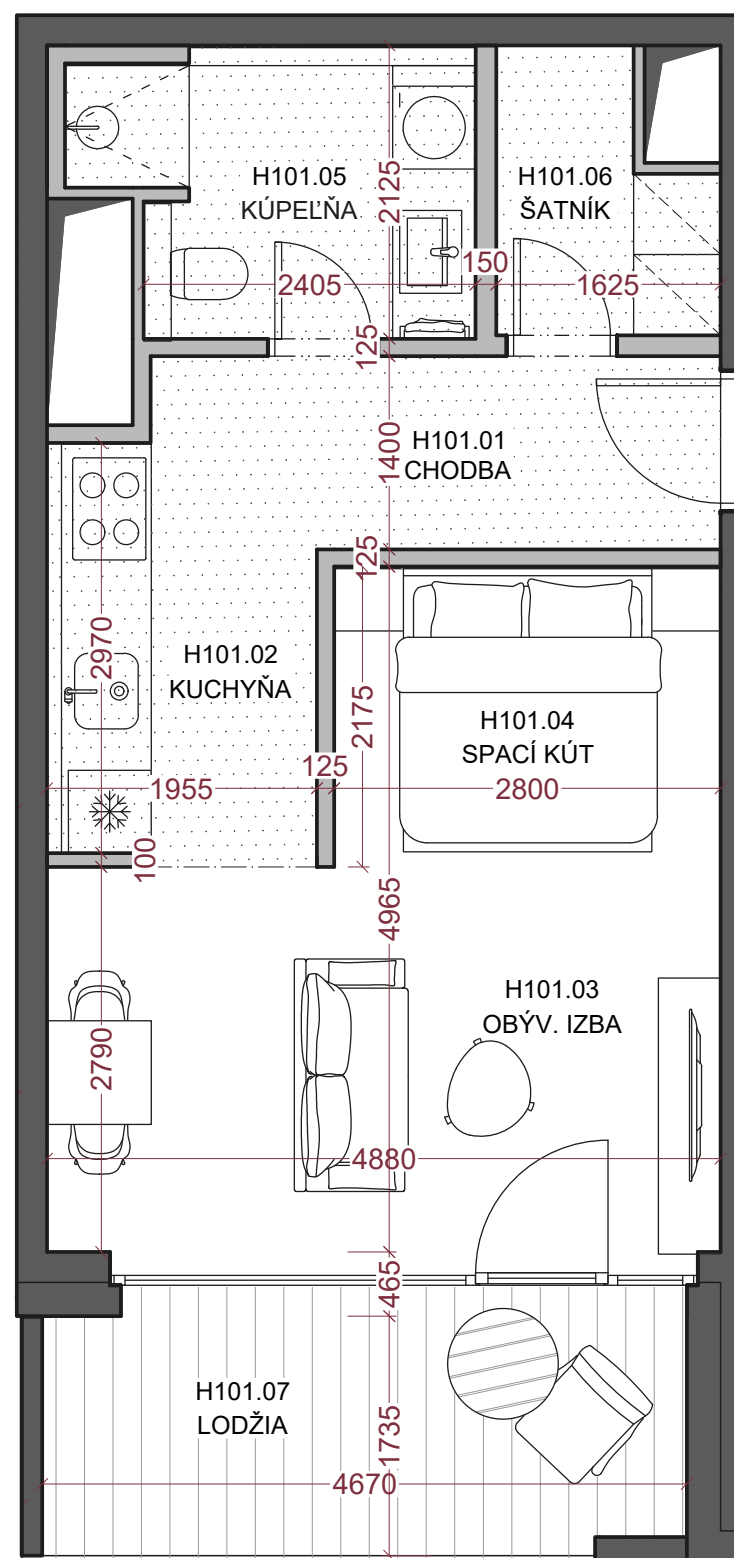 H101.05
KÚPEĽŇA
2125
H101.06
ŠATNÍK
150
2405
1625
125
H101.01
CHODBA
1400
125
2970
H101.02
KUCHYŇA
2175
H101.04
SPACÍ KÚT
125
1955
2800
100
4965
H101.03
OBÝV. IZBA
2790
4880
465
H101.07
LODŽIA
1735
4670